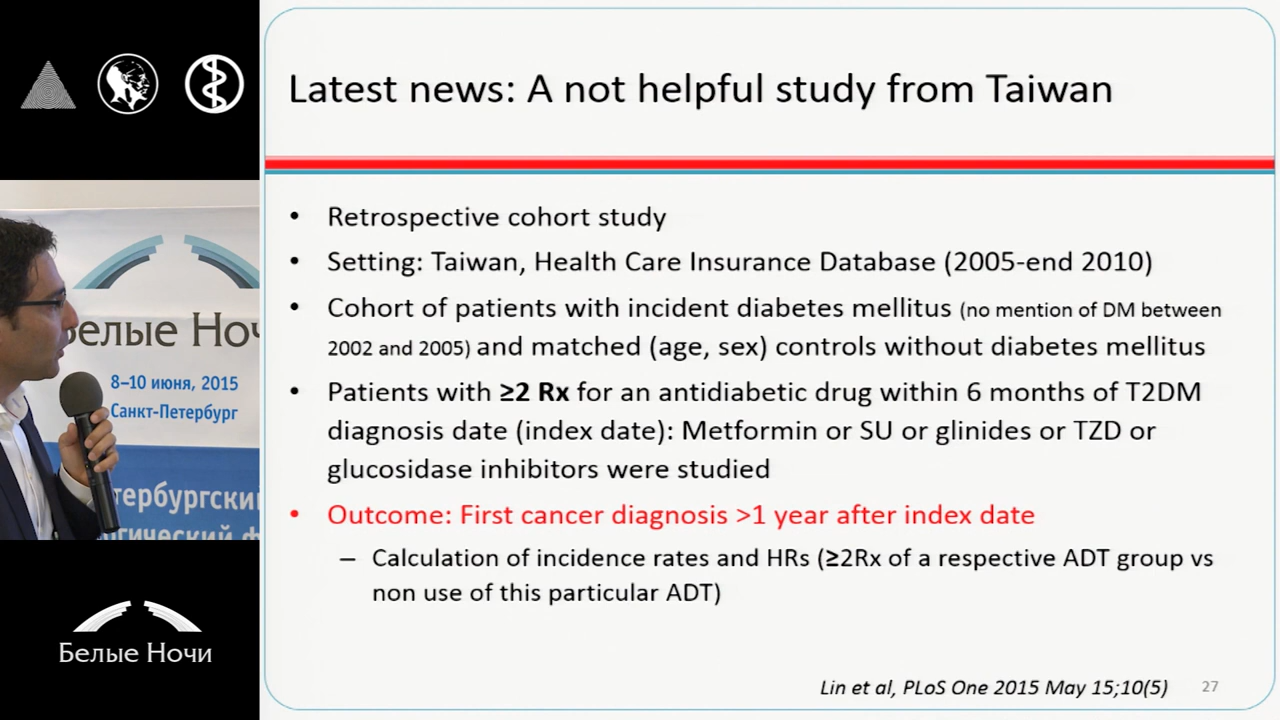 Latest news: A not helpful study from Taiwan
• Retrospective cohort study
• Setting: Taiwan, Health Care Insurance Database (2005-end 2010)
• Cohort of patients with incident diabetes mellitus (no mention of DM between
2002 and 2005) and matched (age, sex) controls without diabetes mellitus
• Patients with ≥2 Rx for an antidiabetic drug within 6 months of T2DM
diagnosis date (index date): Metformin or SU or glinides or TZD or
glucosidase inhibitors were studied
• Outcome: First cancer diagnosis >1 year after index date
– Calculation of incidence rates and HRs (≥2Rx of a respective ADT group vs
non use of this particular ADT)
Lin et al, PLoS One 2015 May 15;10(5)
27
Белые Ноч
8–10 июня, 2015
Санкт-Петербург
тербургски
гический ф
Белые Ночи